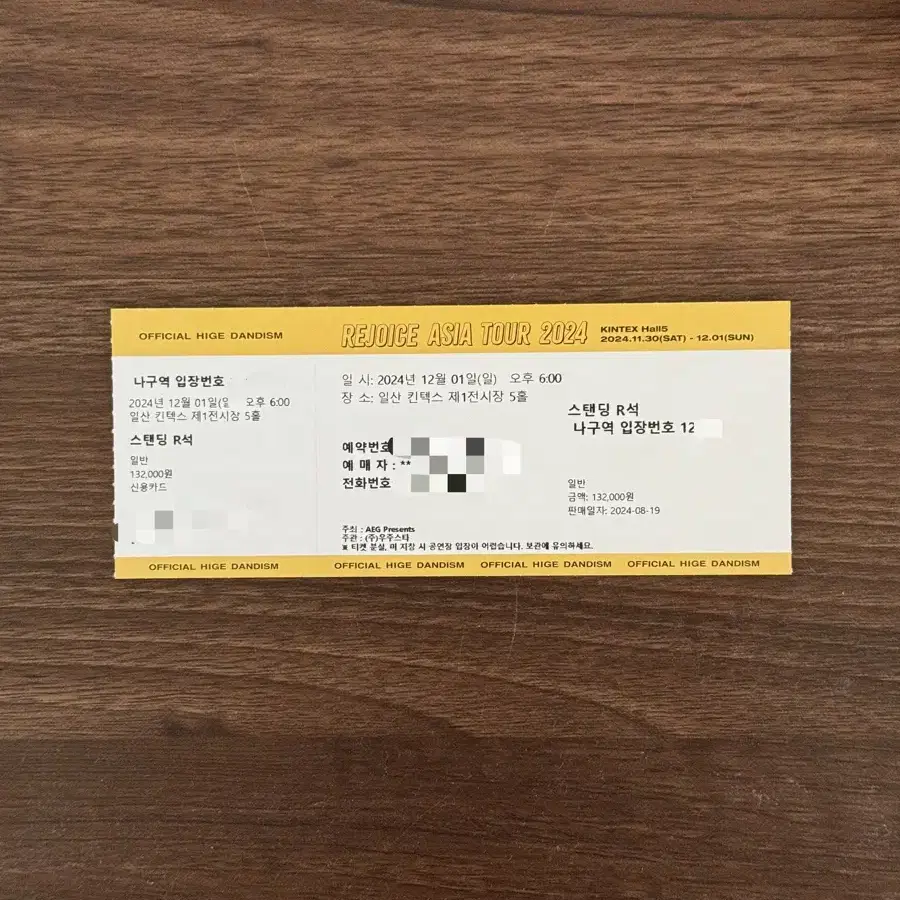 OFFICIAL HIGE DANDISM
REJOICE ASIA TOUR 2024
KINTEX Hall5
2024.11.30(SAT) - 12.01(SUN)
나구역 입장번호
2024년 12월 01일(일 오후 6:00
일산 킨텍스 제1전시장 5홀
스탠딩 R석
일반
132,000원
신용카드
일 시: 2024년 12월 01일(일) 오후 6:00
장 소: 일산 킨텍스 제1전시장 5홀
예약번호
예 매 자 : **
전화번호
주최 : AEG Presents
주관 : (주)우주스타
※ 티켓 분실, 미 지참 시 공연장 입장이 어렵습니다. 보관에 유의하세요.
스탠딩 R석
나구역 입장번호 12
일반
금액: 132,000원
판매일자: 2024-08-19
OFFICIAL HIGE DANDISM
OFFICIAL HIGE DANDISM
OFFICIAL HIGE DANDISM
OFFICIAL HIGE DANDISM